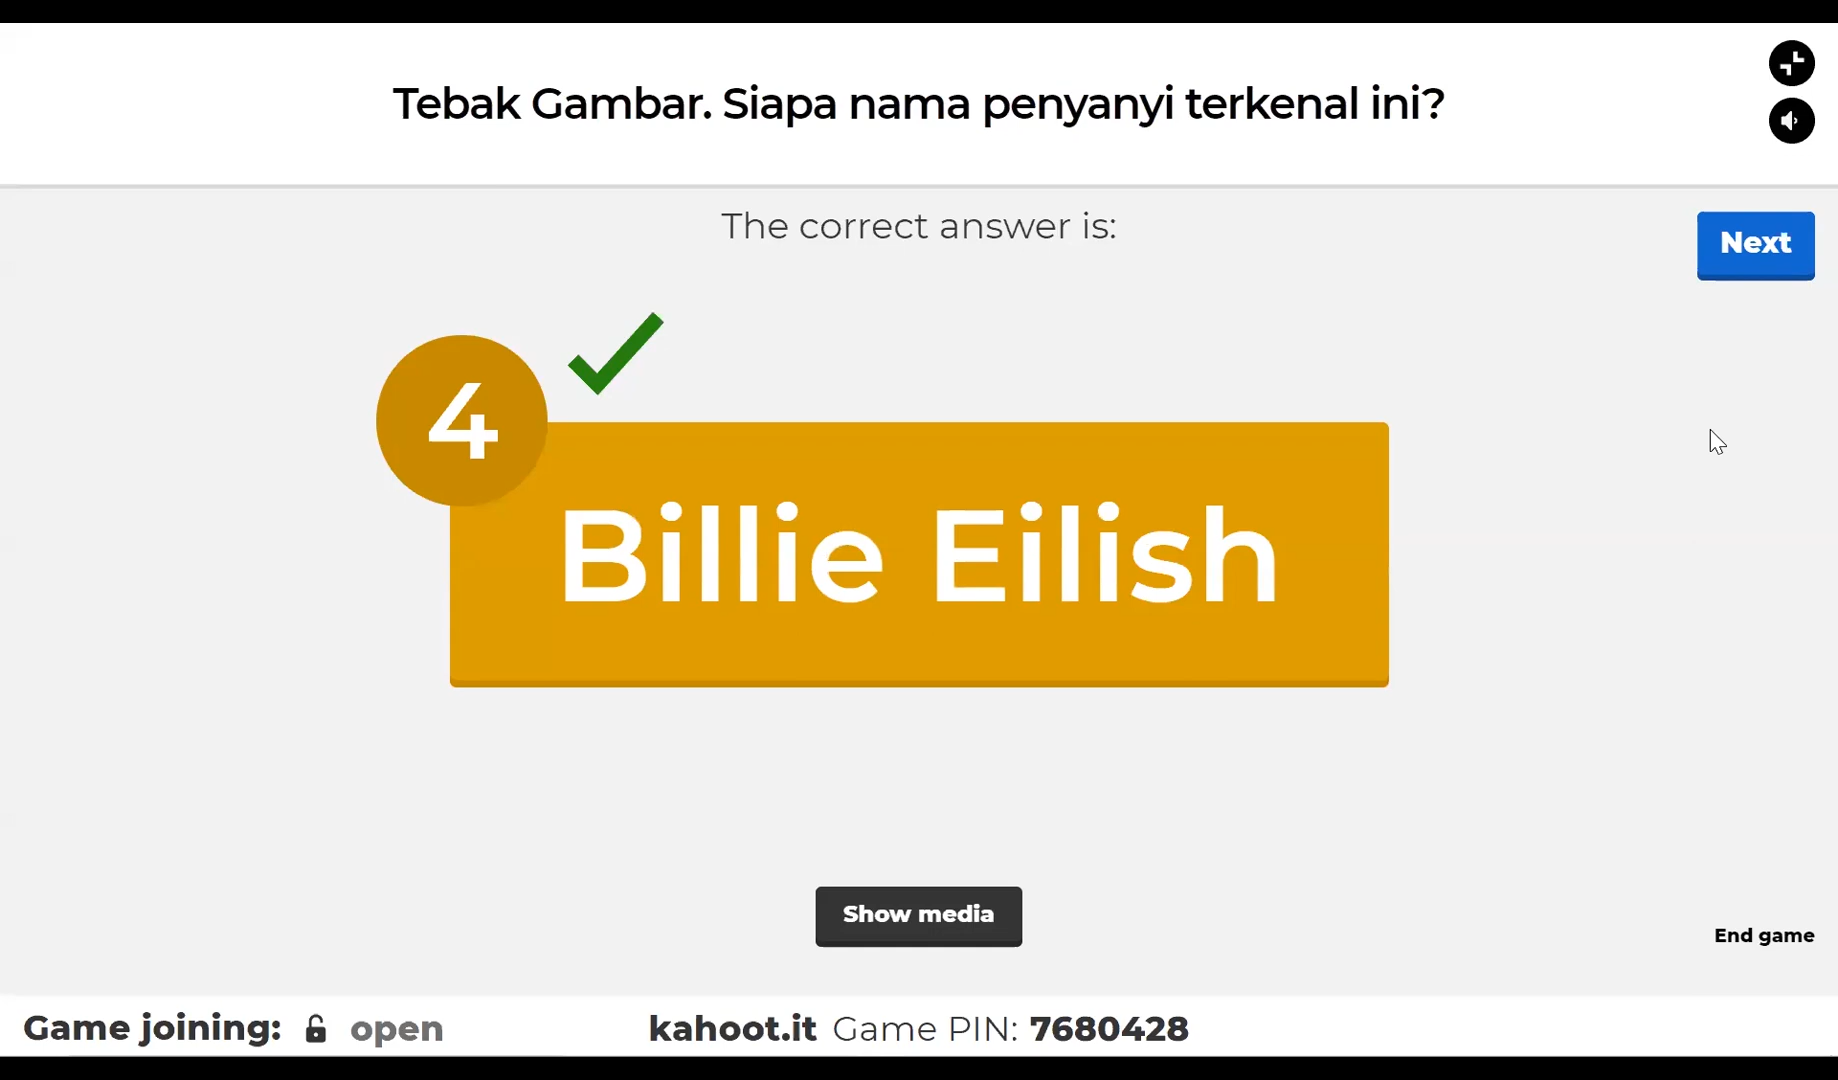 Tebak Gambar. Siapa nama penyanyi terkenal ini?
The correct answer is:
Next
4
Billie Eilish
Show media
End game
Game joining: open
kahoot.it Game PIN: 7680428